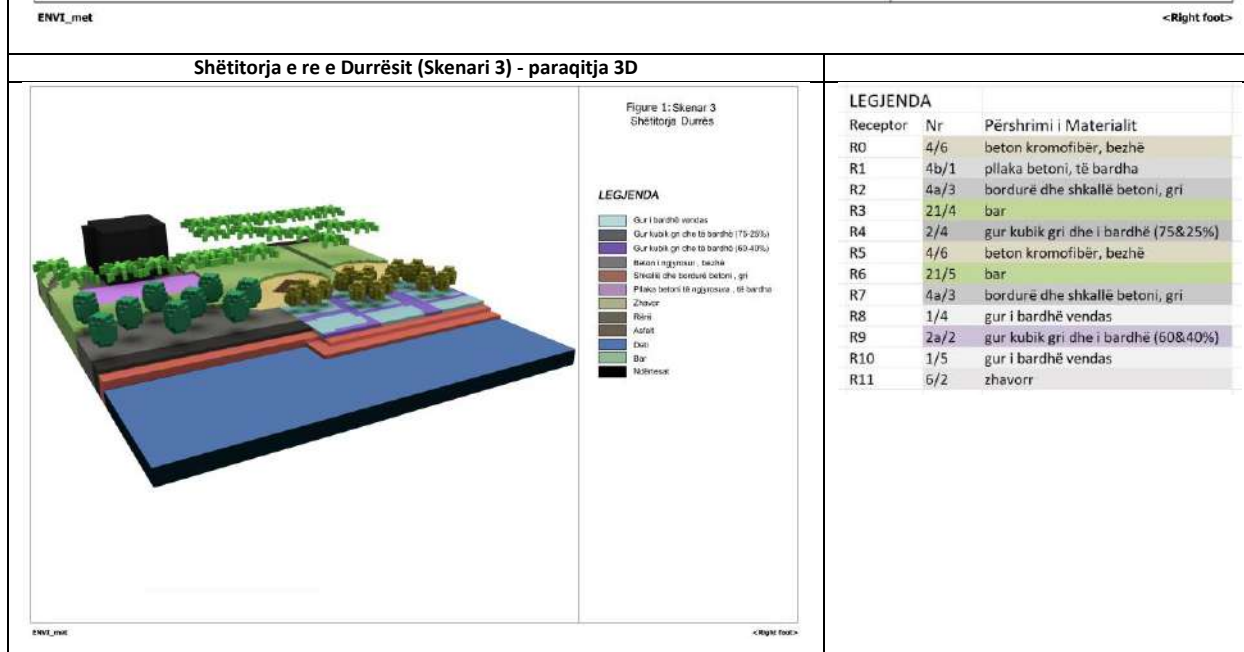 ENVI_met <Right foot>
Shëtitorja e re e Durrësit (Skenari 3) - paraqitja 3D
Figure 1: Skenar 3
Shëtitorja Durrës
LEGJENDA
Gur i bardhë vendas
Gur kubik gri dhe të bardhë (75-25%)
Gur kubik gri dhe të bardhë (60-40%)
Beton i ngjyrosur , bezhë
Shkallë dhe bordurë betoni , gri
Pllaka betoni të ngjyrosura , të bardha
Zhavor
Rërë
Asfalt
Deti
Bar
Ndërtesat
ENVI_met <Right foot>
LEGJENDA
Receptor Nr Përshrimi i Materialit
R0 4/6 beton kromofibër, bezhë
R1 4b/1 pllaka betoni, të bardha
R2 4a/3 bordurë dhe shkallë betoni, gri
R3 21/4 bar
R4 2/4 gur kubik gri dhe i bardhë (75&25%)
R5 4/6 beton kromofibër, bezhë
R6 21/5 bar
R7 4a/3 bordurë dhe shkallë betoni, gri
R8 1/4 gur i bardhë vendas
R9 2a/2 gur kubik gri dhe i bardhë (60&40%)
R10 1/5 gur i bardhë vendas
R11 6/2 zhavorr